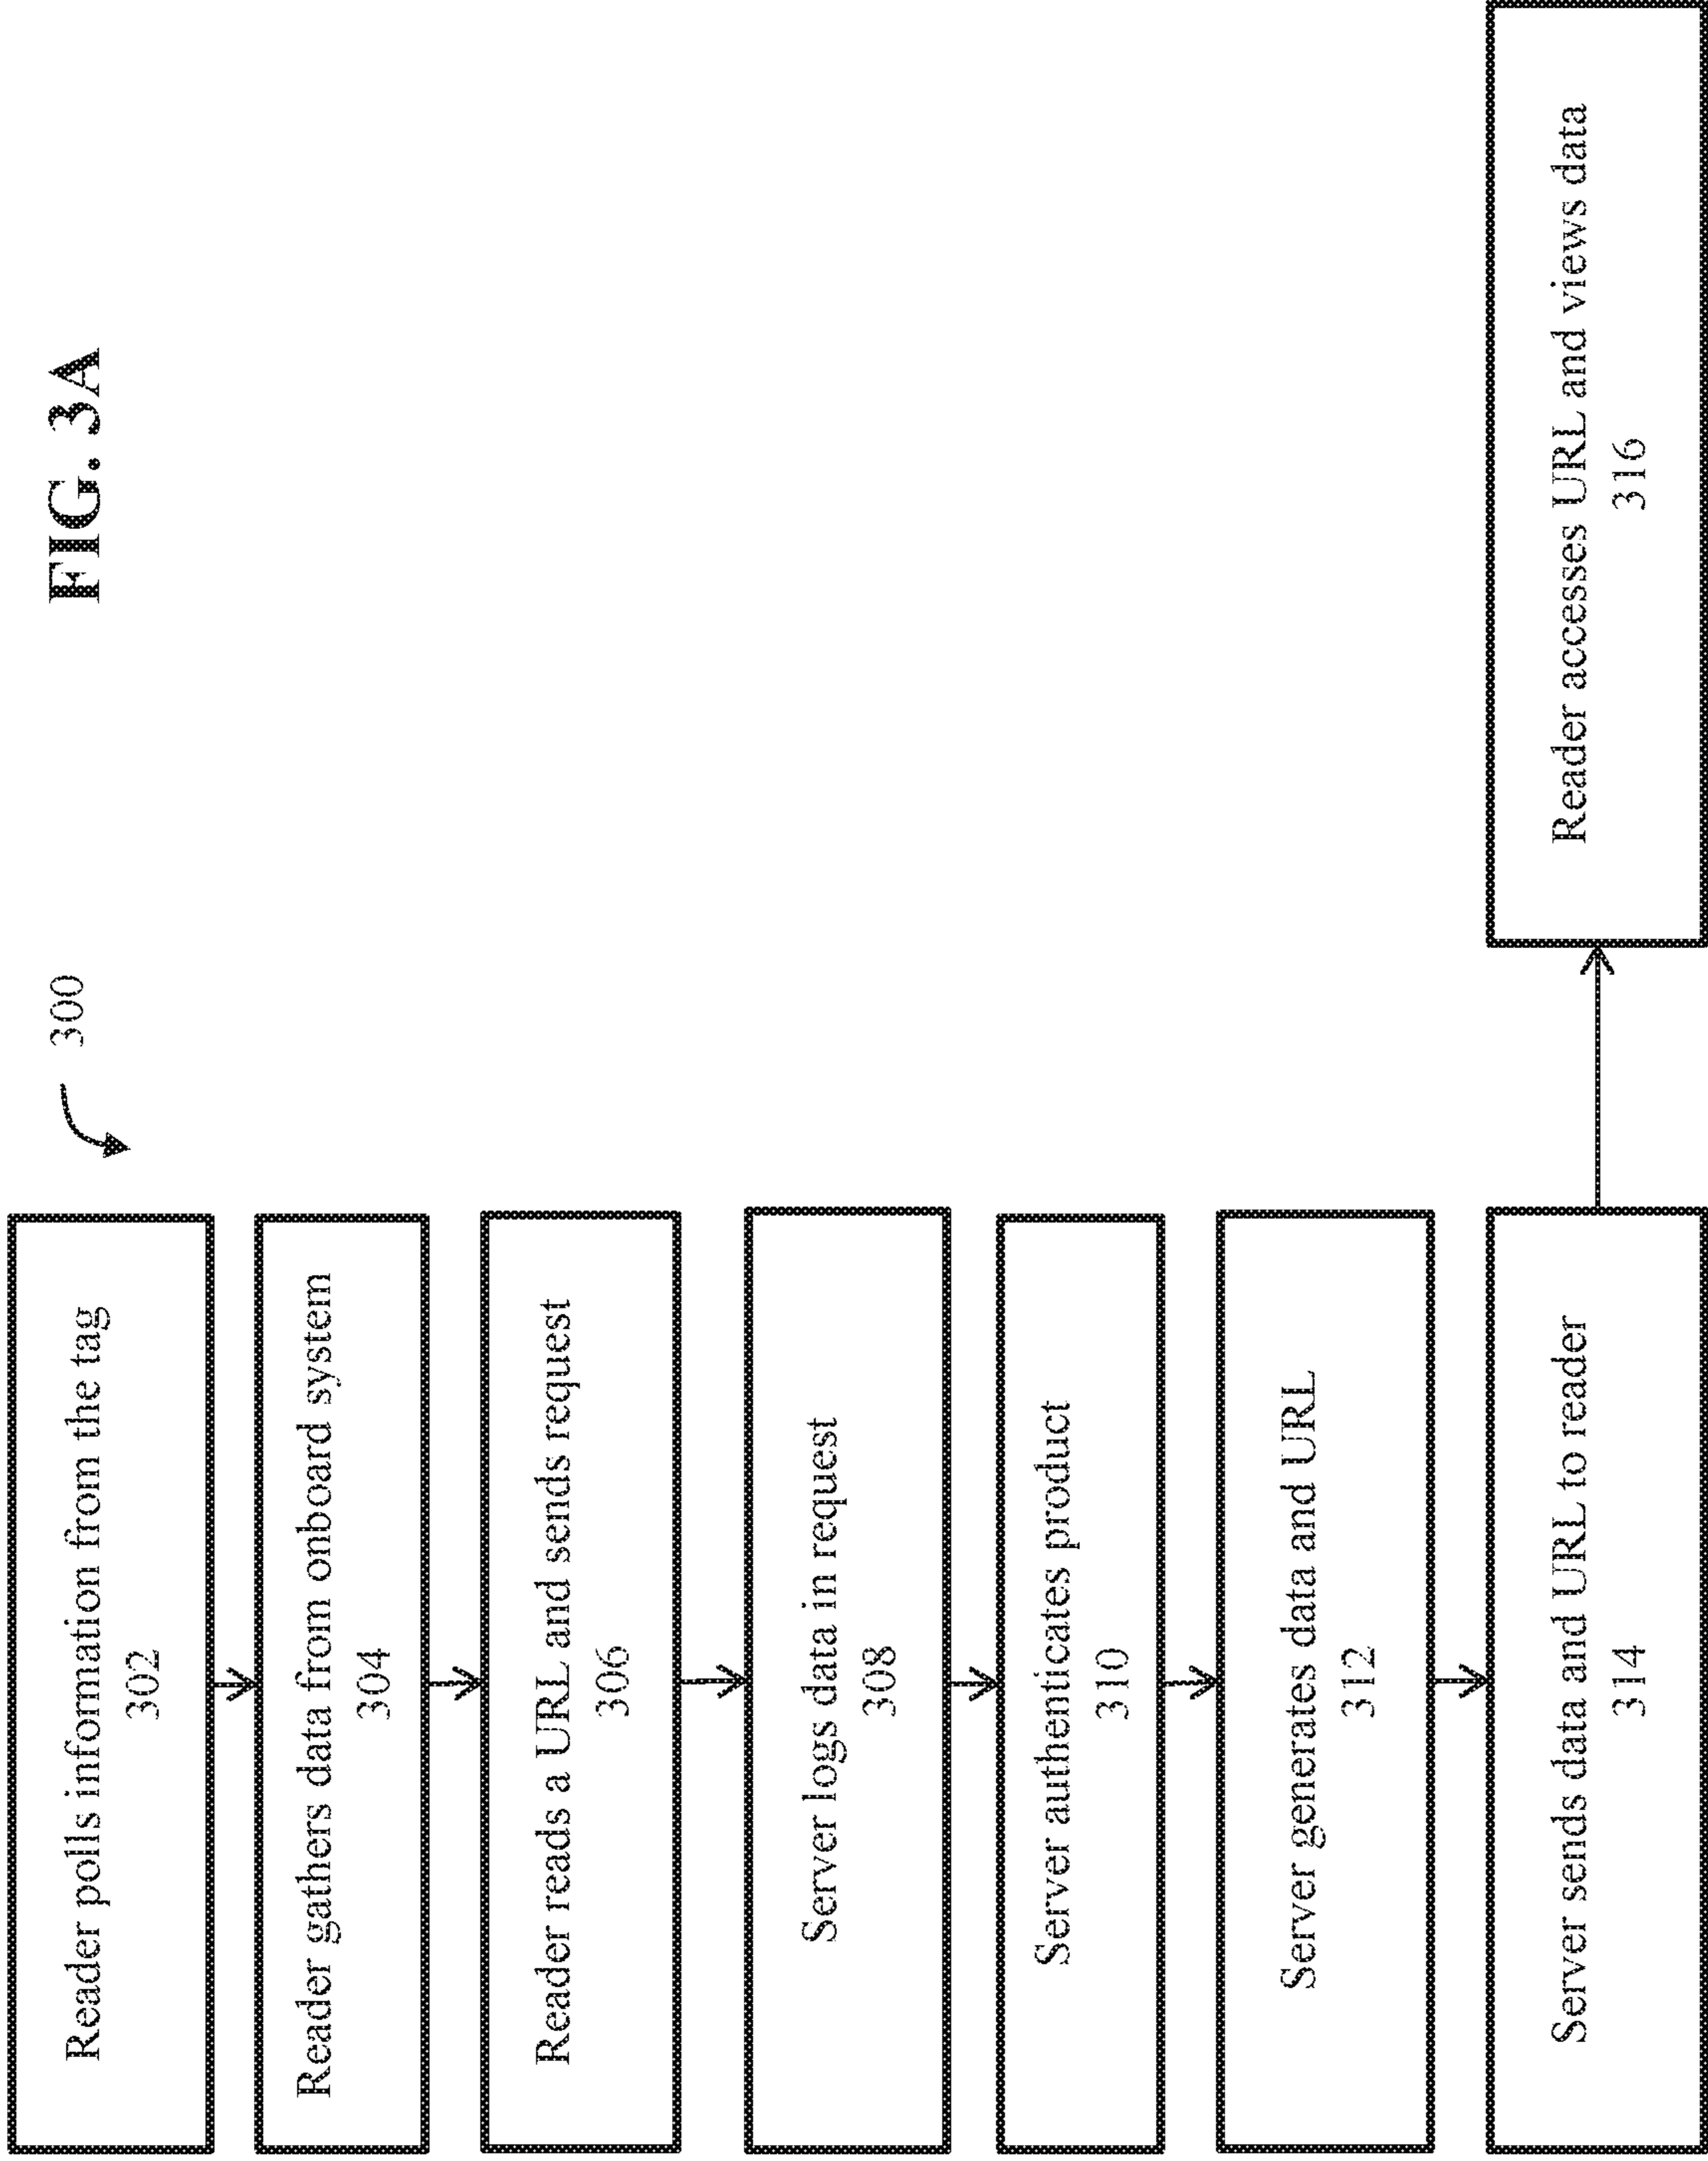 FIG. 3A
300
Reader polls information from the tag
302
Reader gathers data from onboard system
304
Reader reads a URL and sends request
306
Server logs data in request
308
Server authenticates product
310
Server generates data and URL
312
Server sends data and URL to reader
314
Reader accesses URL and views data
316